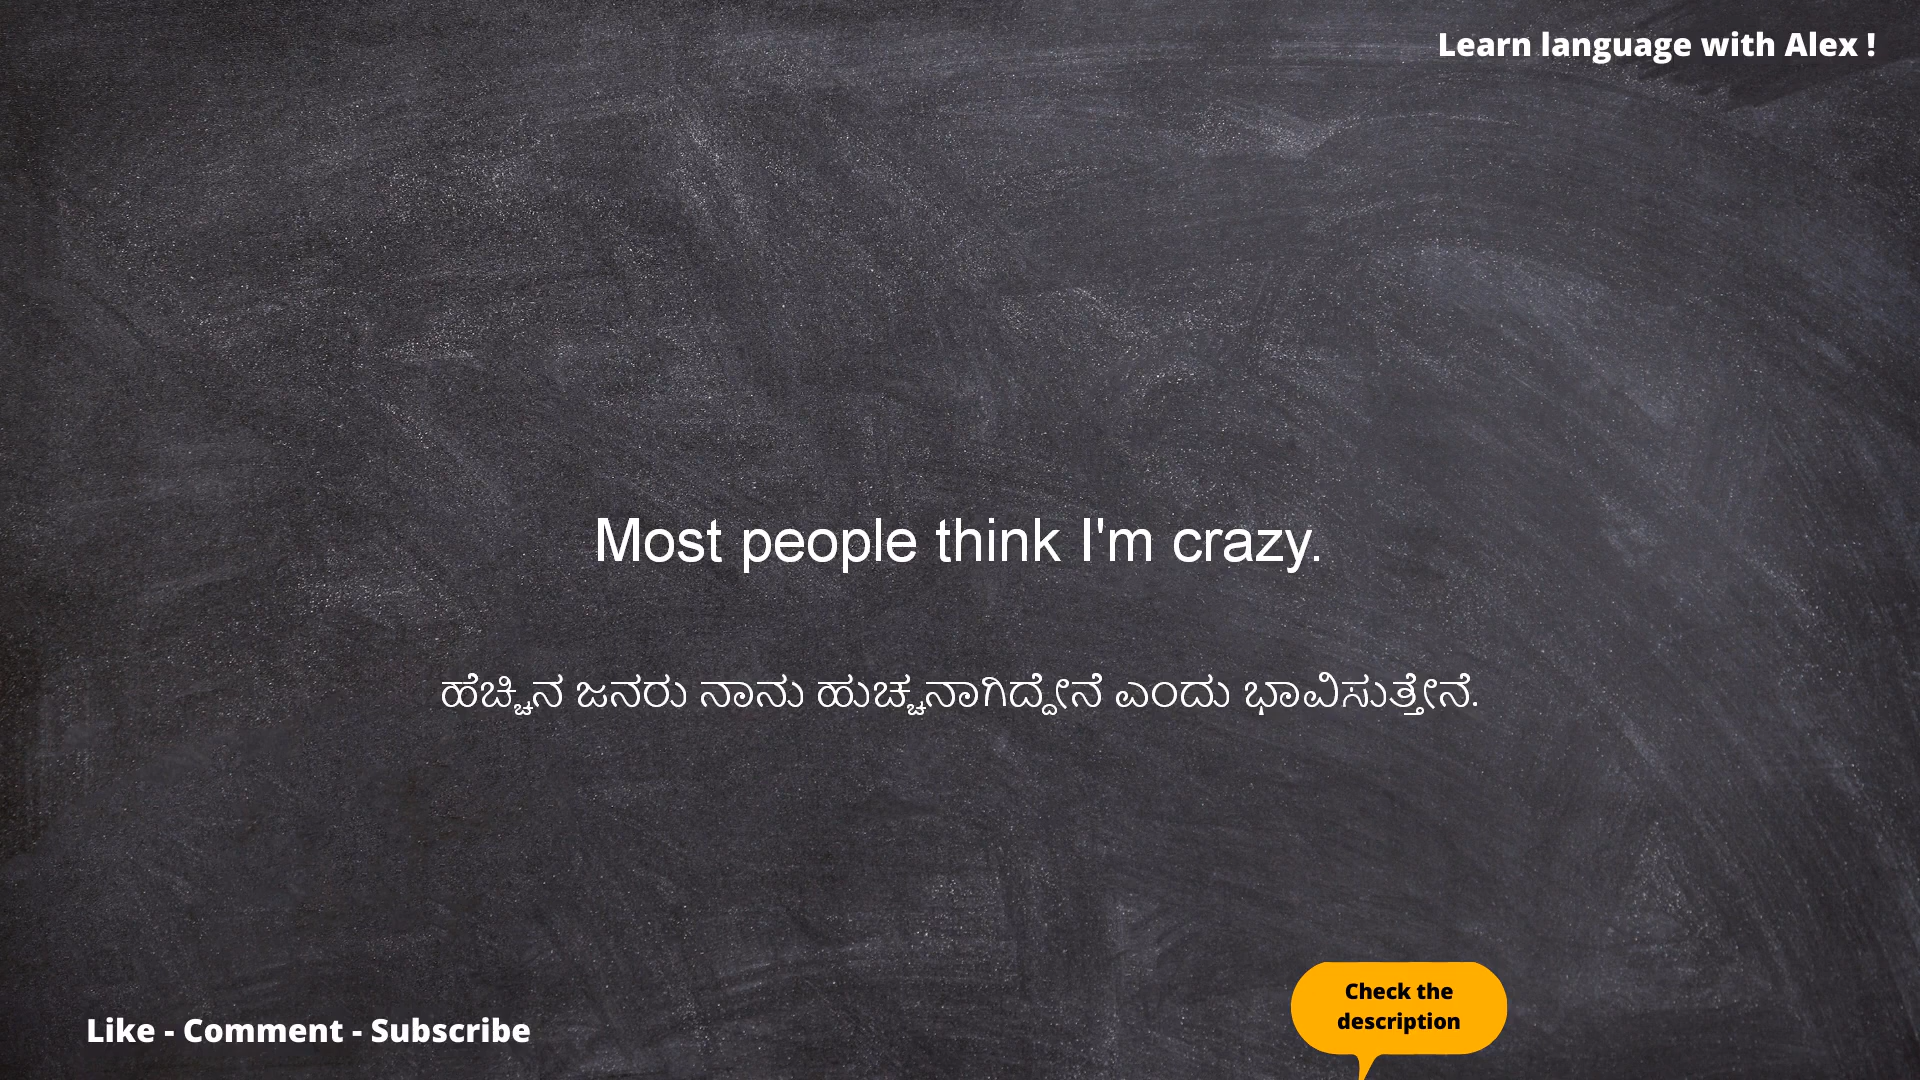 Learn language with Alex !
Most people think I'm crazy.
ಹೆಚ್ಚಿನ ಜನರು ನಾನು ಹುಚ್ಚನಾಗಿದ್ದೇನೆ ಎಂದು ಭಾವಿಸುತ್ತೇನೆ.
Check the
description
Like - Comment - Subscribe